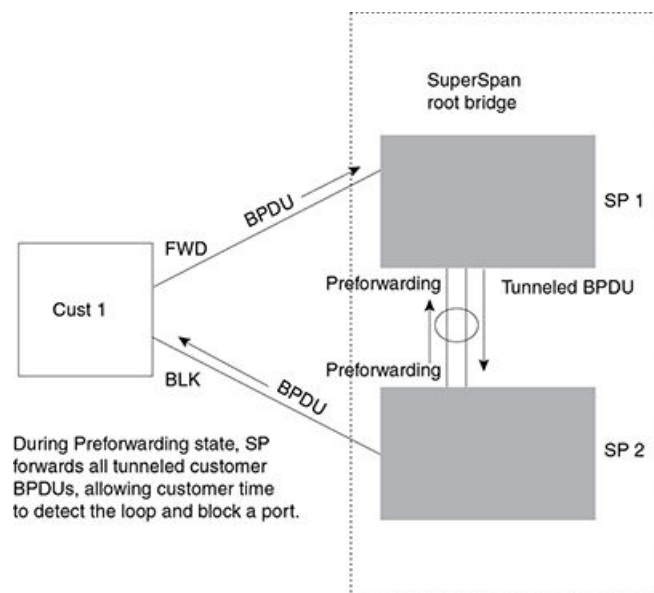 SuperSpan
root bridge
SP 1
BPDU
FWD
Cust 1
Preforwarding
Tunneled BPDU
Preforwarding
BLK
BPDU
SP 2
During Preforwarding state, SP
forwards all tunneled customer
BPDUs, allowing customer time
to detect the loop and block a port.